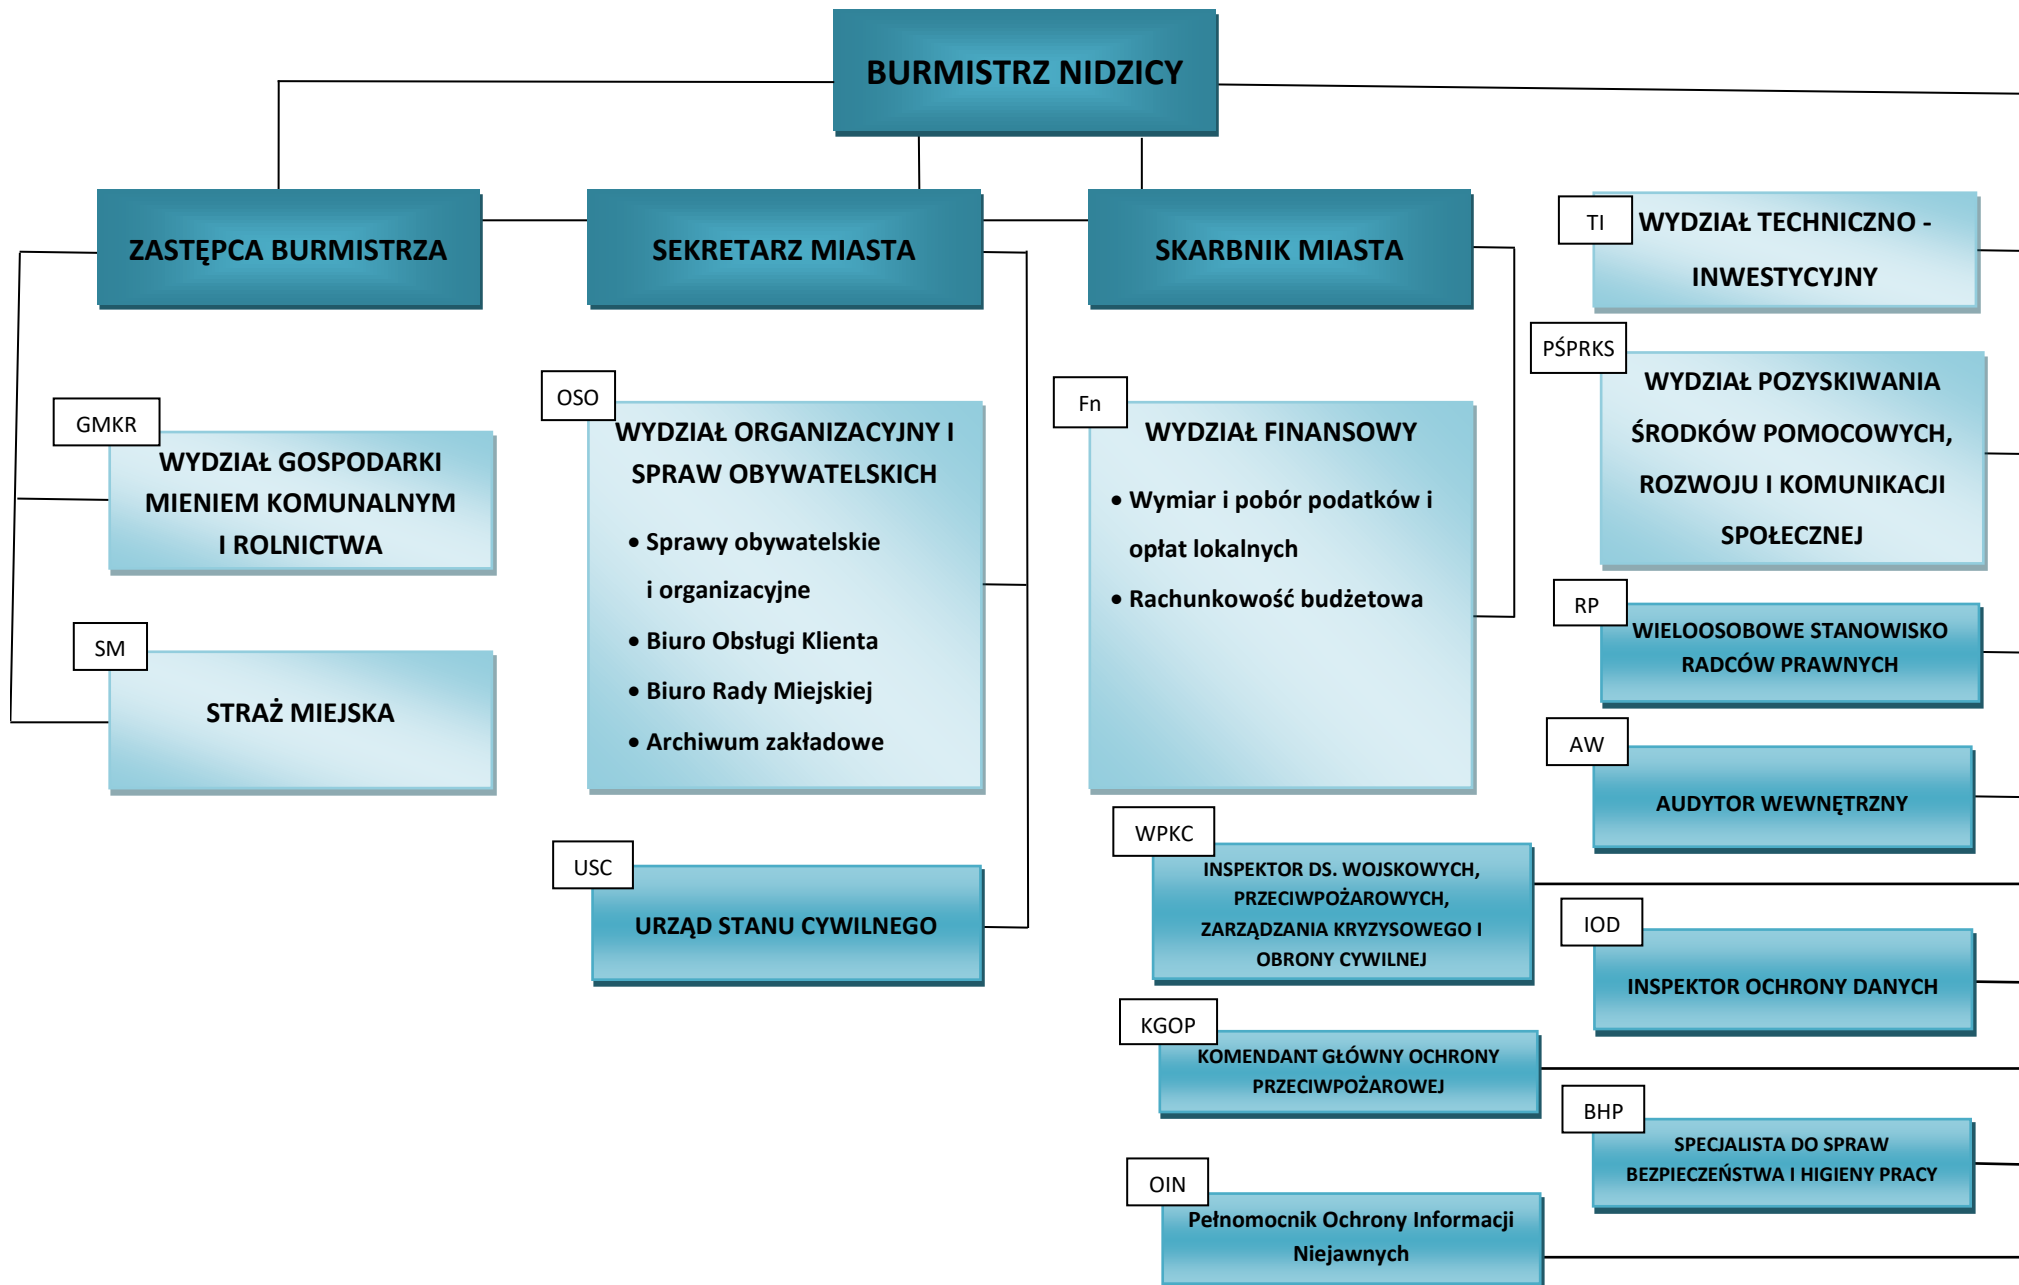 BURMISTRZ NIDZICY
ZASTĘPCA BURMISTRZA
SEKRETARZ MIASTA
SKARBNIK MIASTA
TI
WYDZIAŁ TECHNICZNO -
INWESTYCYJNY
PŚPRKS
WYDZIAŁ POZYSKIWANIA
ŚRODKÓW POMOCOWYCH,
ROZWOJU I KOMUNIKACJI
SPOŁECZNEJ
GMKR
WYDZIAŁ GOSPODARKI
MIENIEM KOMUNALNYM
I ROLNICTWA
SM
STRAŻ MIEJSKA
OSO
WYDZIAŁ ORGANIZACYJNY I
SPRAW OBYWATELSKICH
• Sprawy obywatelskie
i organizacyjne
• Biuro Obsługi Klienta
• Biuro Rady Miejskiej
• Archiwum zakładowe
USC
URZĄD STANU CYWILNEGO
Fn
WYDZIAŁ FINANSOWY
• Wymiar i pobór podatków i
opłat lokalnych
• Rachunkowość budżetowa
RP
WIELOOSOBOWE STANOWISKO
RADCÓW PRAWNYCH
AW
AUDYTOR WEWNĘTRZNY
WPKC
INSPEKTOR DS. WOJSKOWYCH,
PRZECIWPOŻAROWYCH,
ZARZĄDZANIA KRYZYSOWEGO I
OBRONY CYWILNEJ
IOD
INSPEKTOR OCHRONY DANYCH
KGOP
KOMENDANT GŁÓWNY OCHRONY
PRZECIWPOŻAROWEJ
BHP
SPECJALISTA DO SPRAW
BEZPIECZEŃSTWA I HIGIENY PRACY
OIN
Pełnomocnik Ochrony Informacji
Niejawnych